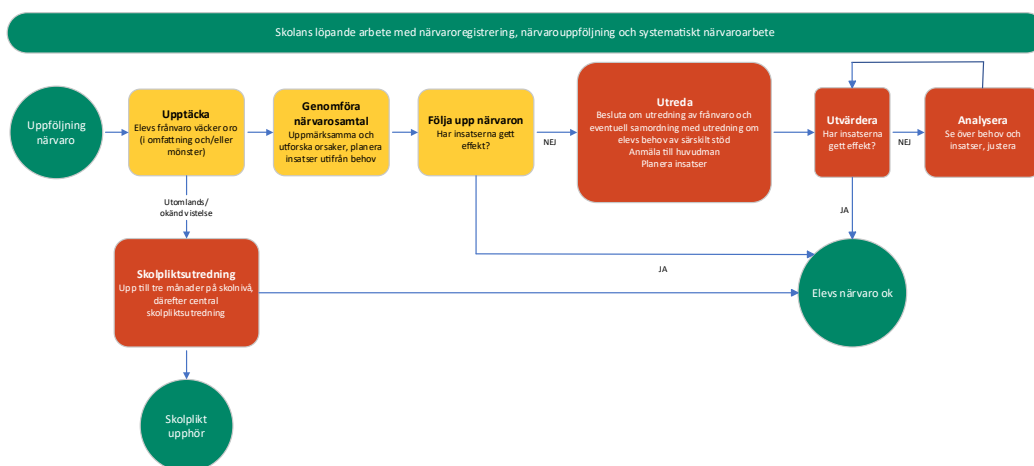 Skolans löpande arbete med närvaroregistrering, närvarouppföljning och systematiskt närvaroarbete
Uppföljning
närvaro
Upptäcka
Elevs frånvaro väcker oro
(i omfattning och/eller
mönster)
Genomföra
närvarosamtal
Uppmärksamma och
utforska orsaker, planera
insatser utifrån behov
Följa upp närvaron
Har insatserna gett
effekt?
NEJ
Utreda
Besluta om utredning av frånvaro och
eventuell samordning med utredning om
elevs behov av särskilt stöd
Anmäla till huvudman
Planera insatser
Utvärdera
Har insatserna
gett effekt?
NEJ
Analysera
Se över behov och
insatser, justera
Utomlands/
okänd vistelse
JA
Skolpliktsutredning
Upp till tre månader på skolnivå,
därefter central
skolpliktsutredning
JA
Elevs närvaro ok
Skolplikt
upphör